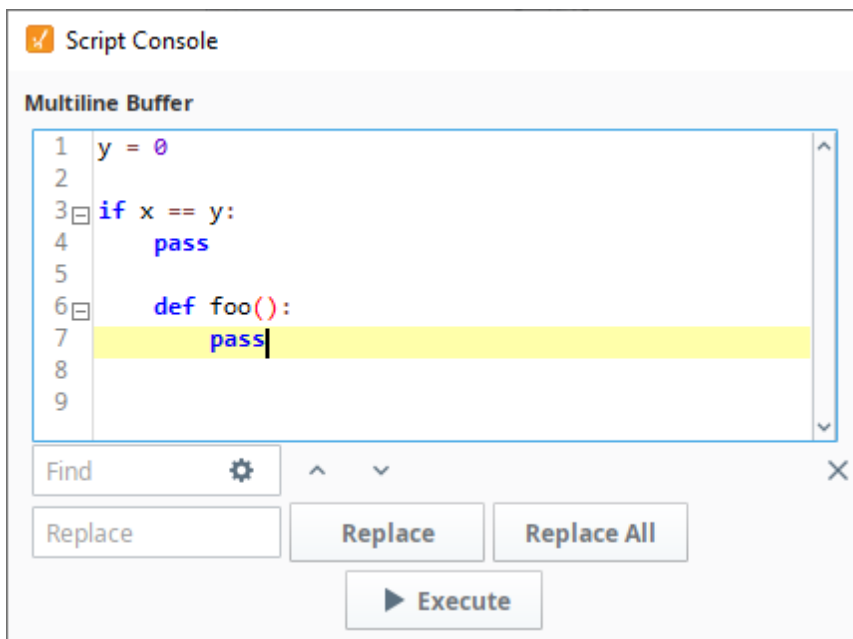 Script Console
Multiline Buffer
1 y = 0
2
3 if x == y:
4     pass
5
6     def foo():
7         pass
8
9
Find
Replace Replace Replace All
Execute